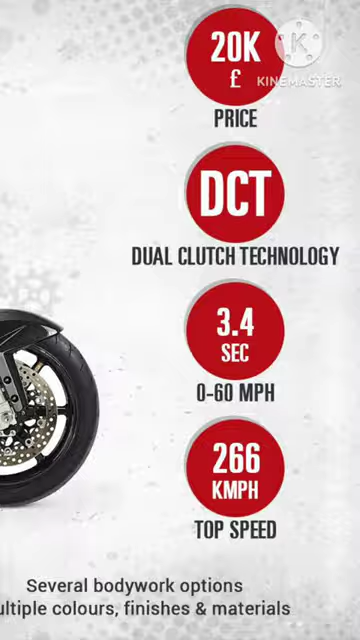 20K
£
K
KINEMASTER
PRICE
DCT
DUAL CLUTCH TECHNOLOGY
3.4
SEC
0-60 MPH
266
KMPH
TOP SPEED
Several bodywork options
ultiple colours, finishes & materials